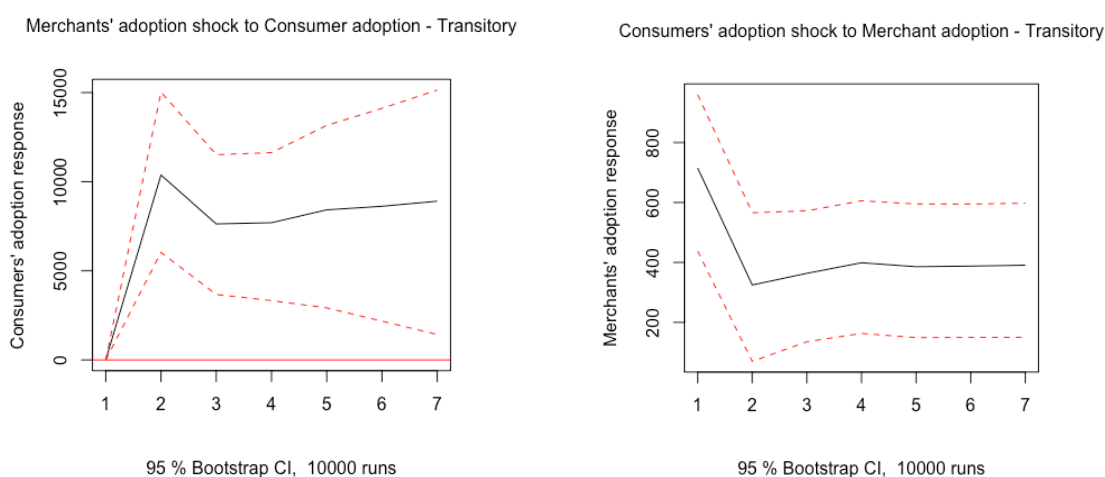 Merchants' adoption shock to Consumer adoption - Transitory
Consumers' adoption response
15000
10000
5000
0
1 2 3 4 5 6 7
95 % Bootstrap CI, 10000 runs
Consumers' adoption shock to Merchant adoption - Transitory
Merchants' adoption response
800
600
400
200
1 2 3 4 5 6 7
95 % Bootstrap CI, 10000 runs